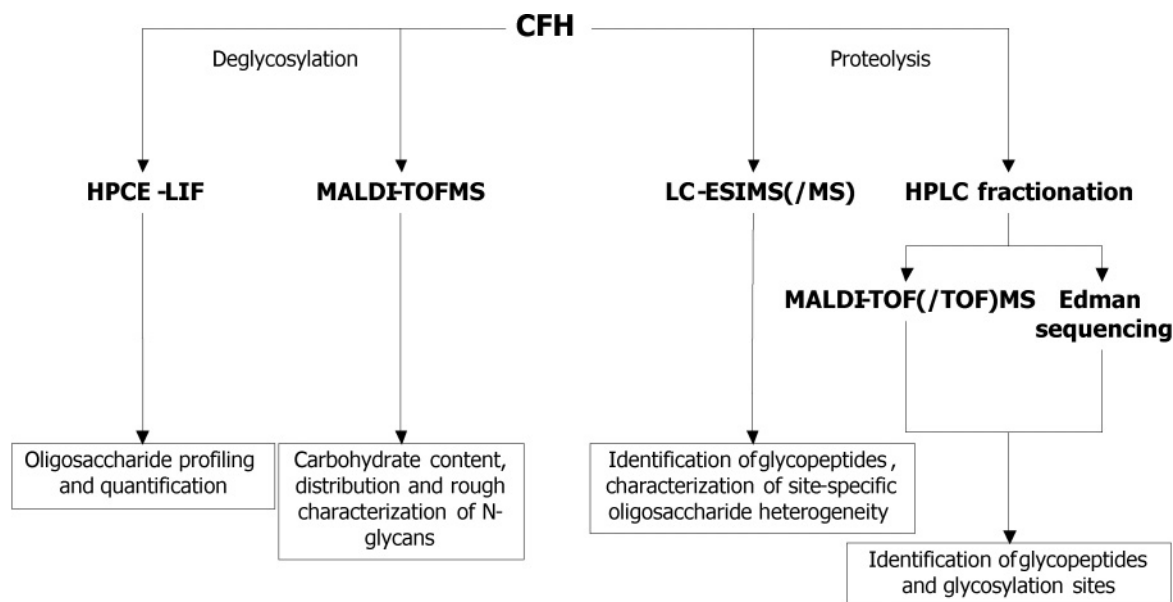 CFH
Deglycosylation
Proteolysis
HPCE -LIF
MALDI-TOFMS
LC-ESIMS(/MS)
HPLC fractionation
MALDI-TOF(/TOF)MS
Edman
sequencing
Oligosaccharide profiling
and quantification
Carbohydrate content,
distribution and rough
characterization of N-
glycans
Identification of glycopeptides ,
characterization of site-specific
oligosaccharide heterogeneity
Identification of glycopeptides
and glycosylation sites